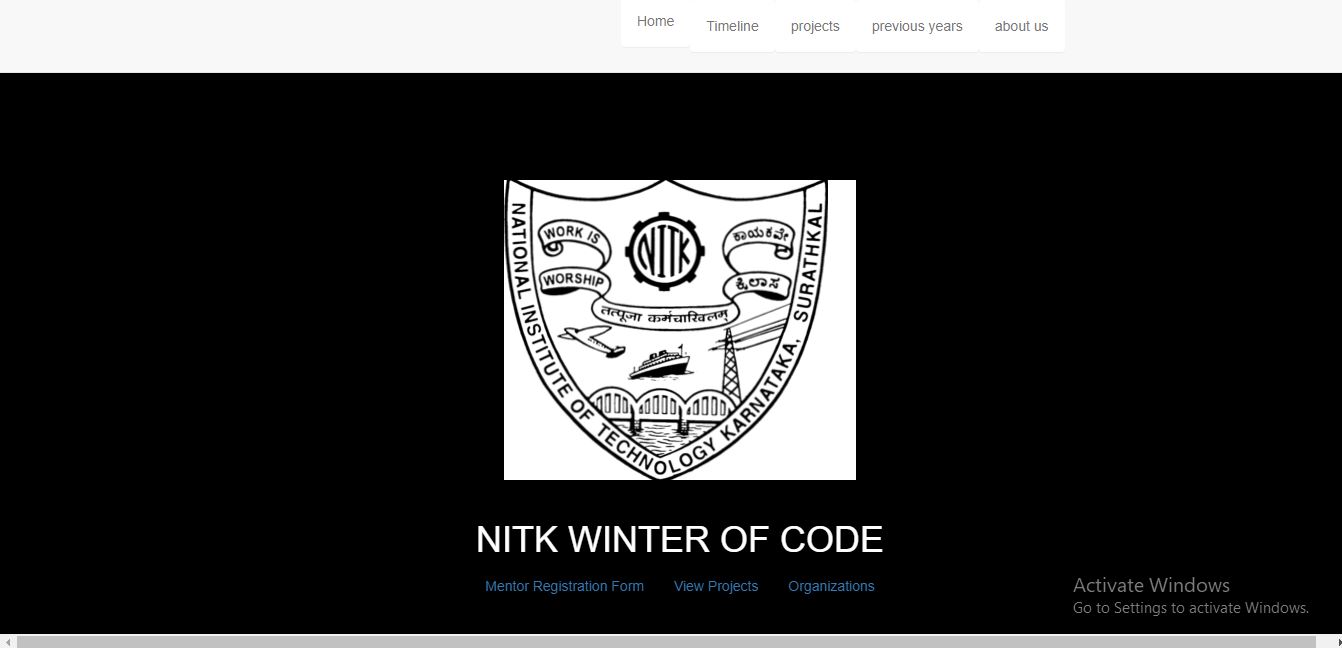 Home Timeline projects previous years about us
NATIONAL INSTITUTE OF TECHNOLOGY KARNATAKA, SURATHKAL
WORK IS
WORSHIP
NITK
ಕಾಯಕವೇ
ಕೈಲಾಸ
तत्पूजा कर्मचाखिलम्
NITK WINTER OF CODE
Mentor Registration Form View Projects Organizations
Activate Windows
Go to Settings to activate Windows.